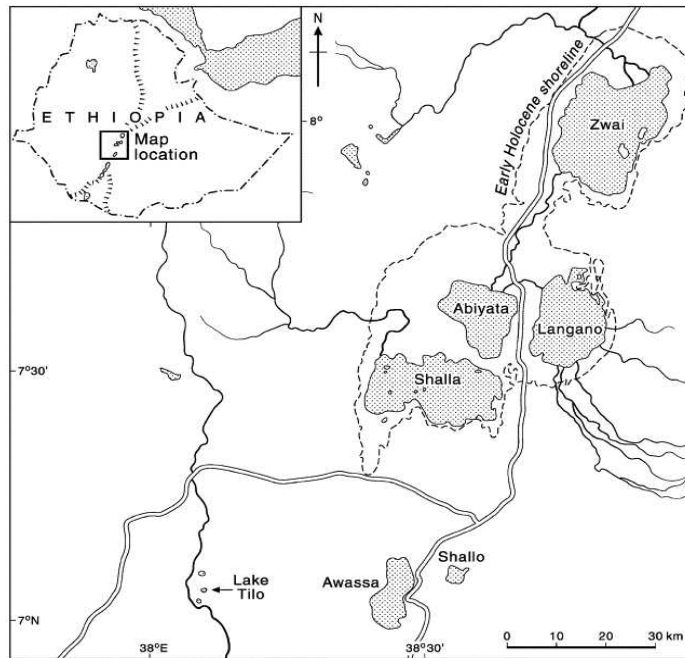 N
ETHIOPIA
Map
location
8°
Early Holocene shoreline
Zwai
Abiyata
Langano
7°30'
Shalla
Shallo
Awassa
Lake
Tilo
7°N
38°E
38°30'
0 10 20 30 km